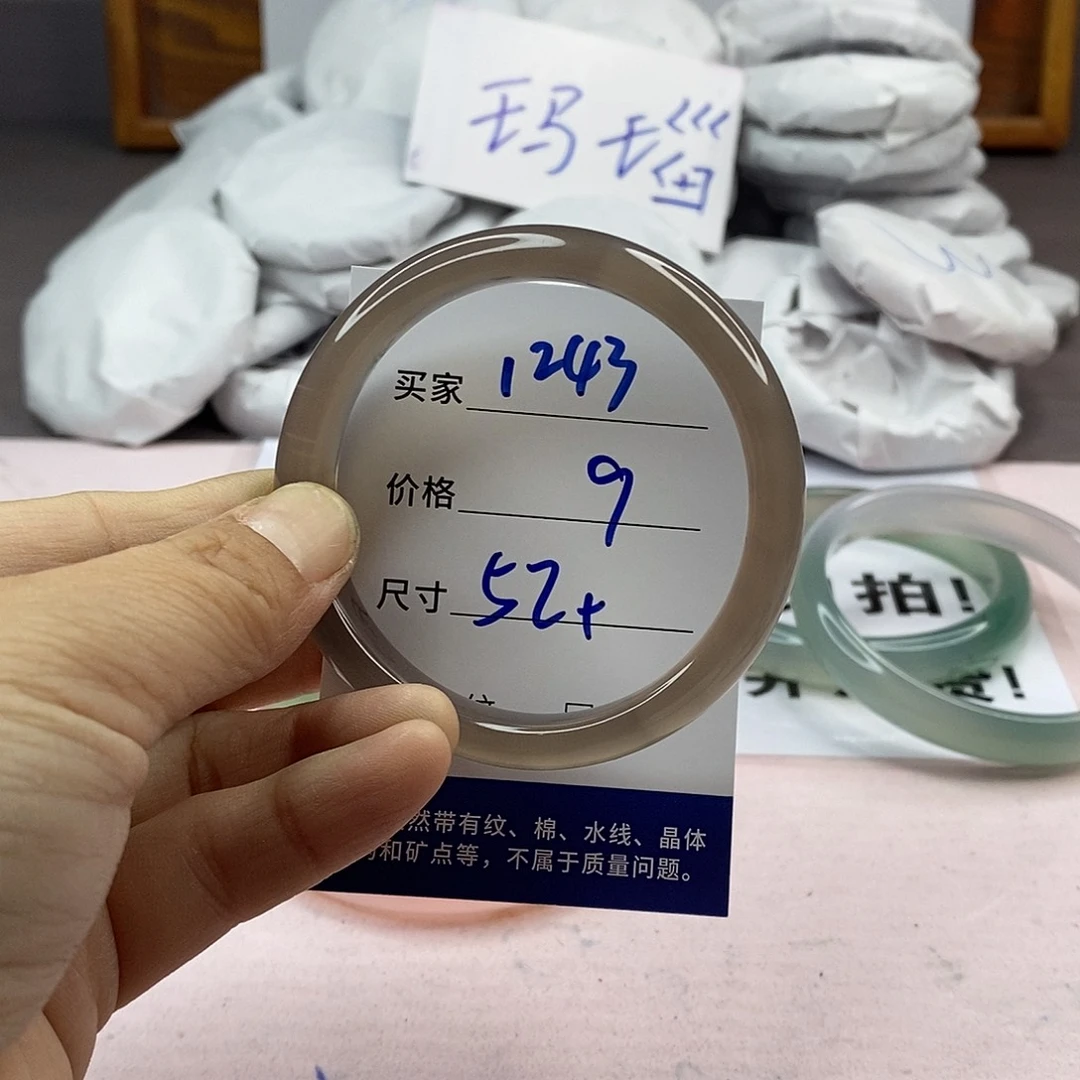 玛瑙
买家 1243
价格 9
尺寸 52+
拍!
然带有纹、棉、水线、晶体
和矿点等，不属于质量问题。